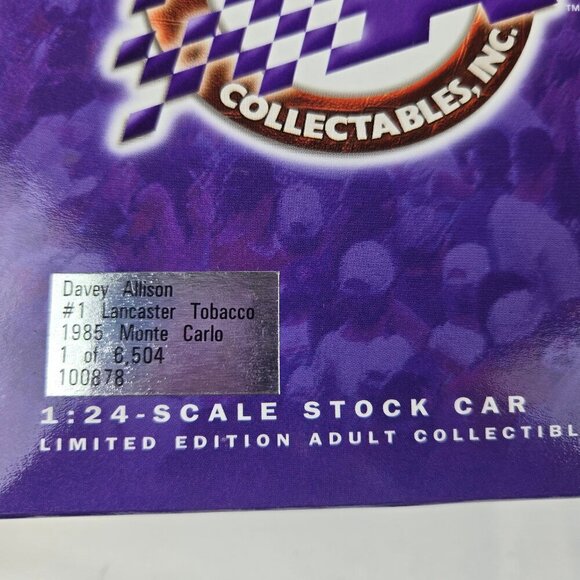 TM
COLLECTABLES, INC.
Davey Allison
#1 Lancaster Tobacco
1985 Monte Carlo
1 of 6,504
100878
1:24-SCALE STOCK CAR
LIMITED EDITION ADULT COLLECTIBL